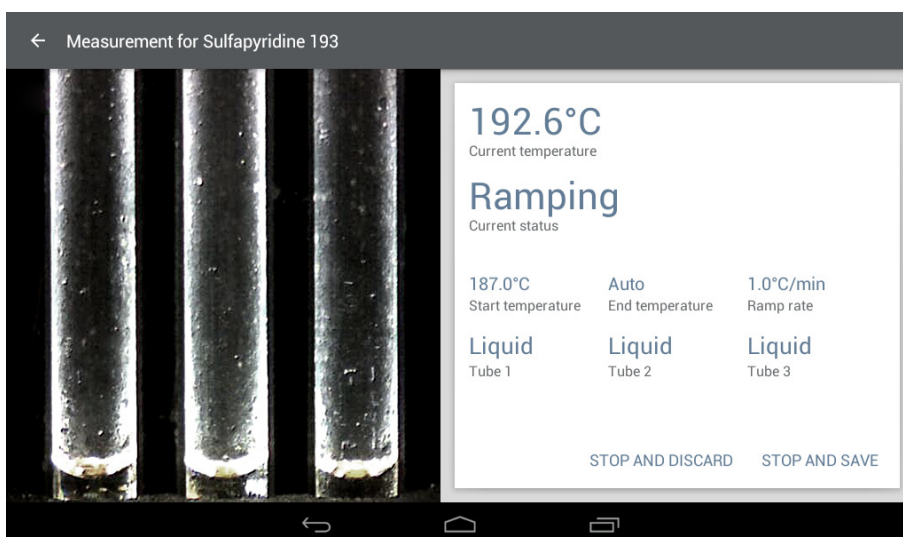 Measurement for Sulfapyridine 193
192.6°C
Current temperature
Ramping
Current status
187.0°C Auto 1.0°C/min
Start temperature End temperature Ramp rate
Liquid Liquid Liquid
Tube 1 Tube 2 Tube 3
STOP AND DISCARD STOP AND SAVE